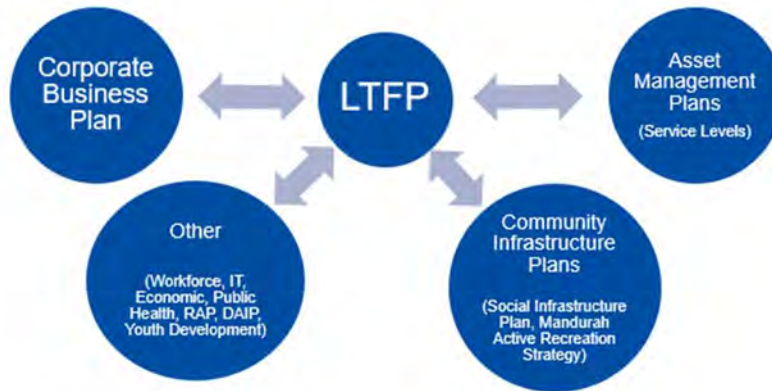 Corporate
Business
Plan
LTFP
Asset
Management
Plans
(Service Levels)
Other
(Workforce, IT,
Economic, Public
Health, RAP, DAIP,
Youth Development)
Community
Infrastructure
Plans
(Social Infrastructure
Plan, Mandurah
Active Recreation
Strategy)